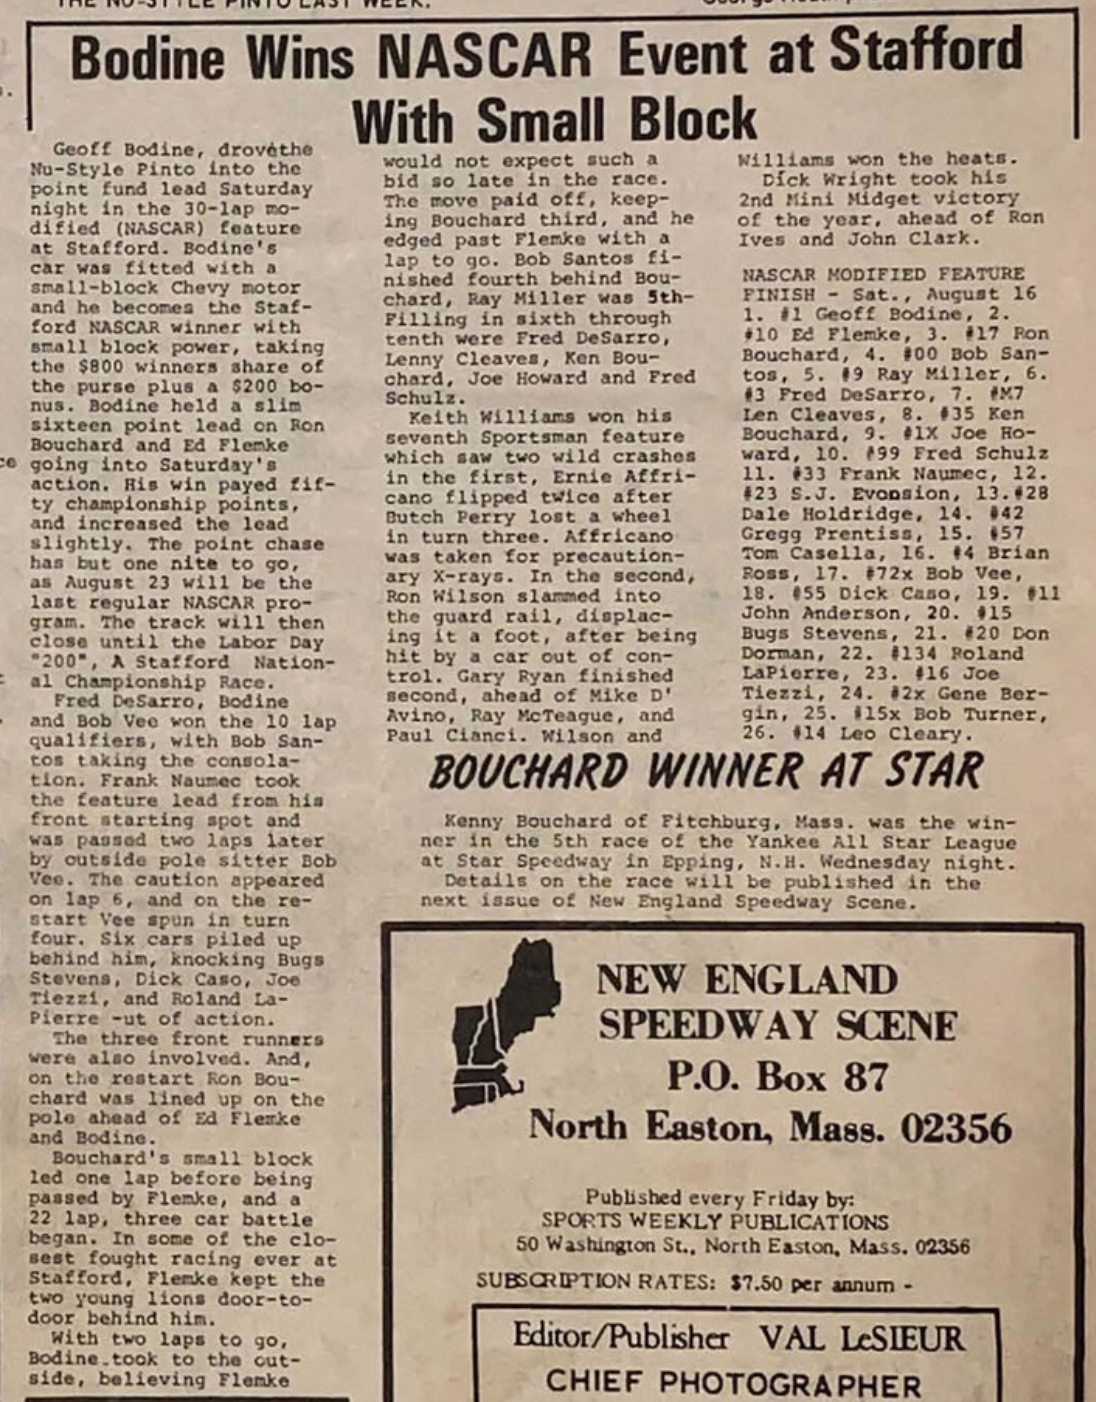 THE NU-STYLE PINTO LAST WEEK.
Bodine Wins NASCAR Event at Stafford
With Small Block
Geoff Bodine, drove the
Nu-Style Pinto into the
point fund lead Saturday
night in the 30-lap mo-
dified (NASCAR) feature
at Stafford. Bodine's
car was fitted with a
small-block Chevy motor
and he becomes the Staf-
ford NASCAR winner with
small block power, taking
the $800 winners share of
the purse plus a $200 bo-
nus. Bodine held a slim
sixteen point lead on Ron
Bouchard and Ed Flemke
going into Saturday's
action. His win payed fif-
ty championship points,
and increased the lead
slightly. The point chase
has but one nite to go,
as August 23 will be the
last regular NASCAR pro-
gram. The track will then
close until the Labor Day
"200", A Stafford Nation-
al Championship Race.
Fred DeSarro, Bodine
and Bob Vee won the 10 lap
qualifiers, with Bob San-
tos taking the consola-
tion. Frank Naumec took
the feature lead from his
front starting spot and
was passed two laps later
by outside pole sitter Bob
Vee. The caution appeared
on lap 6, and on the re-
start Vee spun in turn
four. Six cars piled up
behind him, knocking Bugs
Stevens, Dick Caso, Joe
Tiezzi, and Roland La-
Pierre -ut of action.
The three front runners
were also involved. And,
on the restart Ron Bou-
chard was lined up on the
pole ahead of Ed Flemke
and Bodine.
Bouchard's small block
led one lap before being
passed by Flemke, and a
22 lap, three car battle
began. In some of the clo-
sest fought racing ever at
Stafford, Flemke kept the
two young lions door-to-
door behind him.
With two laps to go,
Bodine took to the out-
side, believing Flemke
would not expect such a
bid so late in the race.
The move paid off, keep-
ing Bouchard third, and he
edged past Flemke with a
lap to go. Bob Santos fi-
nished fourth behind Bou-
chard, Ray Miller was 5th-
Filling in sixth through
tenth were Fred DeSarro,
Lenny Cleaves, Ken Bou-
chard, Joe Howard and Fred
Schulz.
Keith Williams won his
seventh Sportsman feature
which saw two wild crashes
in the first, Ernie Affri-
cano flipped twice after
Butch Perry lost a wheel
in turn three. Affricano
was taken for precaution-
ary X-rays. In the second,
Ron Wilson slammed into
the guard rail, displac-
ing it a foot, after being
hit by a car out of con-
trol. Gary Ryan finished
second, ahead of Mike D'
Avino, Ray McTeague, and
Paul Cianci. Wilson and
Williams won the heats.
Dick Wright took his
2nd Mini Midget victory
of the year, ahead of Ron
Ives and John Clark.
NASCAR MODIFIED FEATURE
FINISH - Sat., August 16
1. #1 Geoff Bodine, 2.
#10 Ed Flemke, 3. #17 Ron
Bouchard, 4. #00 Bob San-
tos, 5. #9 Ray Miller, 6.
#3 Fred DeSarro, 7. #M7
Len Cleaves, 8. #35 Ken
Bouchard, 9. #1X Joe Ho-
ward, 10. #99 Fred Schulz
11. #33 Frank Naumec, 12.
#23 S.J. Evonsion, 13.#28
Dale Holdridge, 14. #42
Gregg Prentiss, 15. #57
Tom Casella, 16. #4 Brian
Ross, 17. #72x Bob Vee,
18. #55 Dick Caso, 19. #11
John Anderson, 20. #15
Bugs Stevens, 21. #20 Don
Dorman, 22. #134 Roland
LaPierre, 23. #16 Joe
Tiezzi, 24. #2x Gene Ber-
gin, 25. #15x Bob Turner,
26. #14 Leo Cleary.
BOUCHARD WINNER AT STAR
Kenny Bouchard of Fitchburg, Mass. was the win-
ner in the 5th race of the Yankee All Star League
at Star Speedway in Epping, N.H. Wednesday night.
Details on the race will be published in the
next issue of New England Speedway Scene.
NEW ENGLAND
SPEEDWAY SCENE
P.O. Box 87
North Easton, Mass. 02356
Published every Friday by:
SPORTS WEEKLY PUBLICATIONS
50 Washington St., North Easton, Mass. 02356
SUBSCRIPTION RATES: $7.50 per annum -
Editor/Publisher VAL LeSIEUR
CHIEF PHOTOGRAPHER